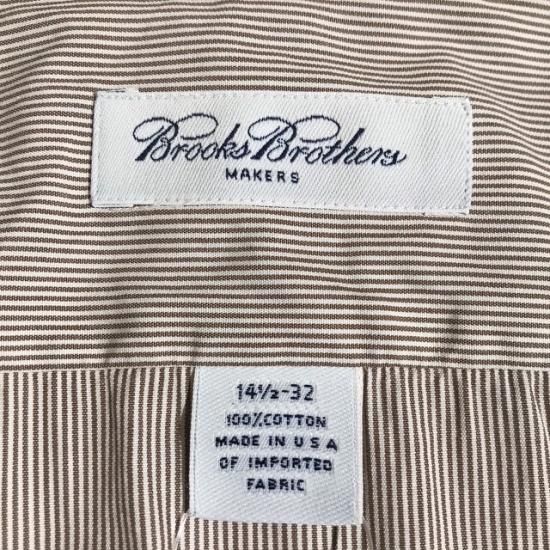 Brooks Brothers
MAKERS
14½-32
100% COTTON
MADE IN U S A
OF IMPORTED
FABRIC